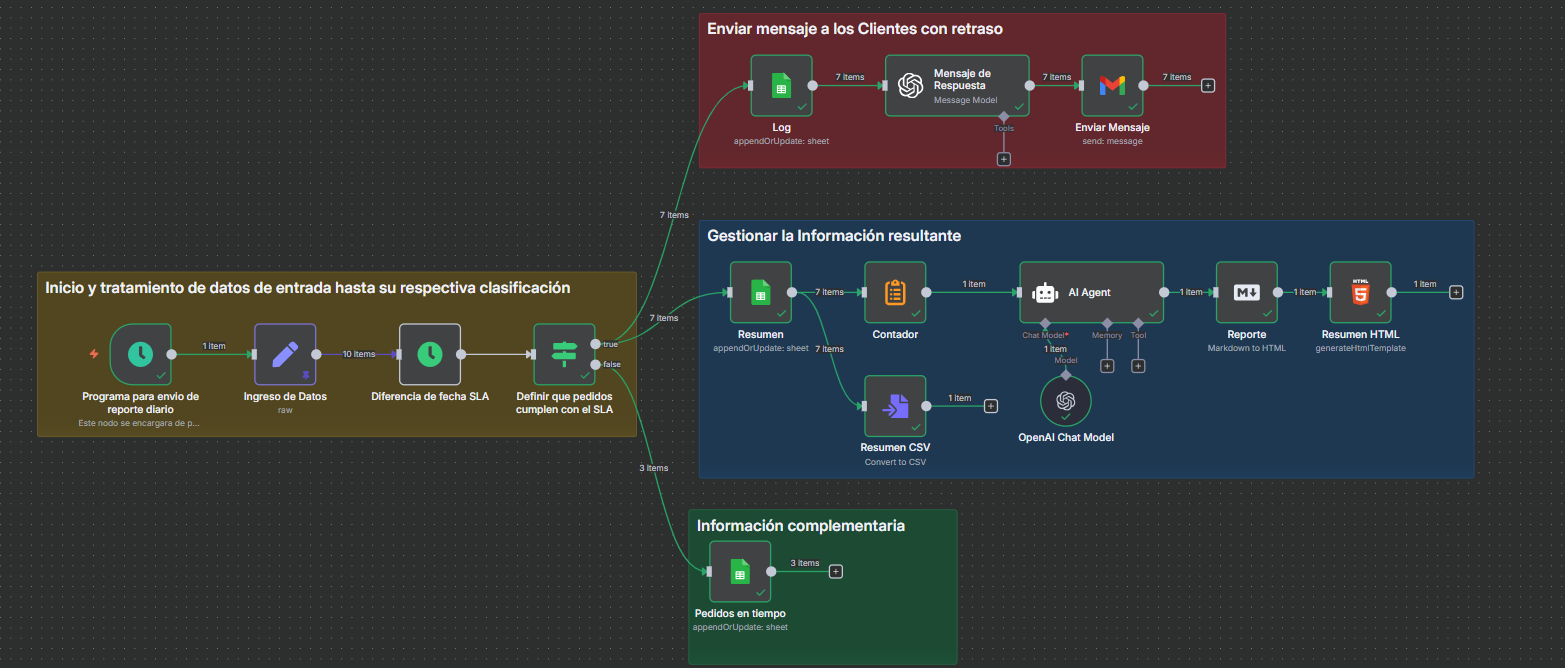 Enviar mensaje a los Clientes con retraso
7 items
Mensaje de
Respuesta
Message Model
7 items
7 items
Tools
Log
appendOrUpdate: sheet
Enviar Mensaje
send: message
7 items
Gestionar la Información resultante
7 items
1 item
AI Agent
1 item
1 item
1 item
Chat Model*
Memory
Tool
Resumen
appendOrUpdate: sheet
Contador
Reporte
Markdown to HTML
HTML
Resumen HTML
generateHtmlTemplate
7 items
1 item
Model
1 item
OpenAI Chat Model
Resumen CSV
Convert to CSV
Inicio y tratamiento de datos de entrada hasta su respectiva clasificación
7 items
1 item
10 items
true
false
Programa para envio de
reporte diario
Este nodo se encargara de p...
Ingreso de Datos
raw
Diferencia de fecha SLA
Definir que pedidos
cumplen con el SLA
3 items
Información complementaria
3 items
Pedidos en tiempo
appendOrUpdate: sheet